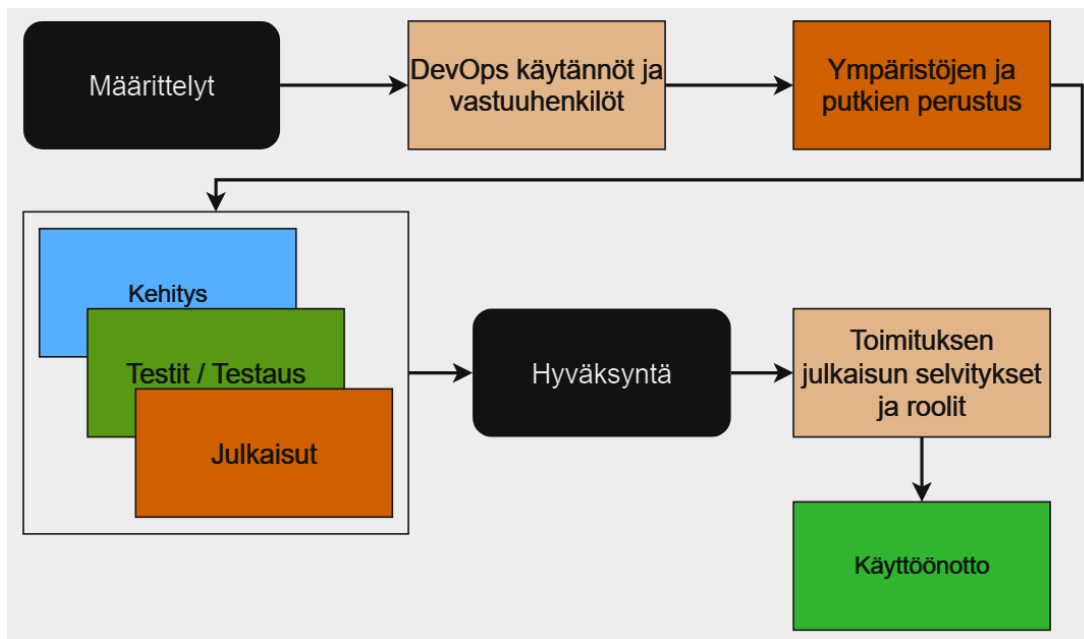 Määrittelyt
DevOps käytännöt ja
vastuuhenkilöt
Ympäristöjen ja
putkien perustus
Kehitys
Testit / Testaus
Julkaisut
Hyväksyntä
Toimituksen
julkaisun selvitykset
ja roolit
Käyttöönotto